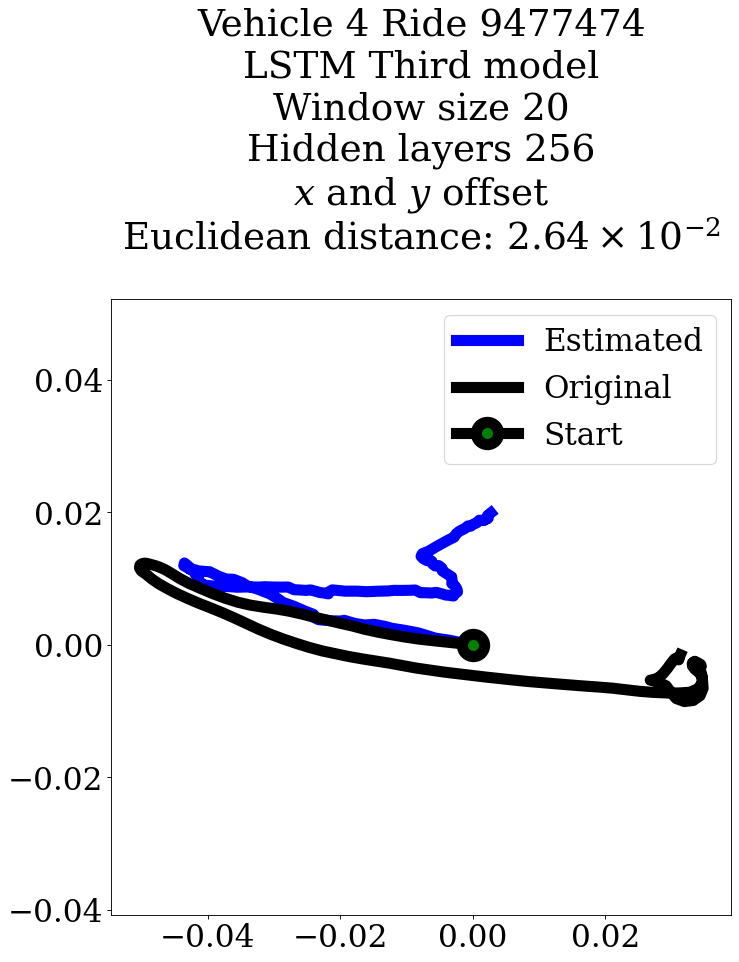 Vehicle 4 Ride 9477474
LSTM Third model
Window size 20
Hidden layers 256
x and y offset
Euclidean distance: 2.64 × 10⁻²
Estimated
Original
Start
0.04
0.02
0.00
−0.02
−0.04
−0.04 −0.02 0.00 0.02